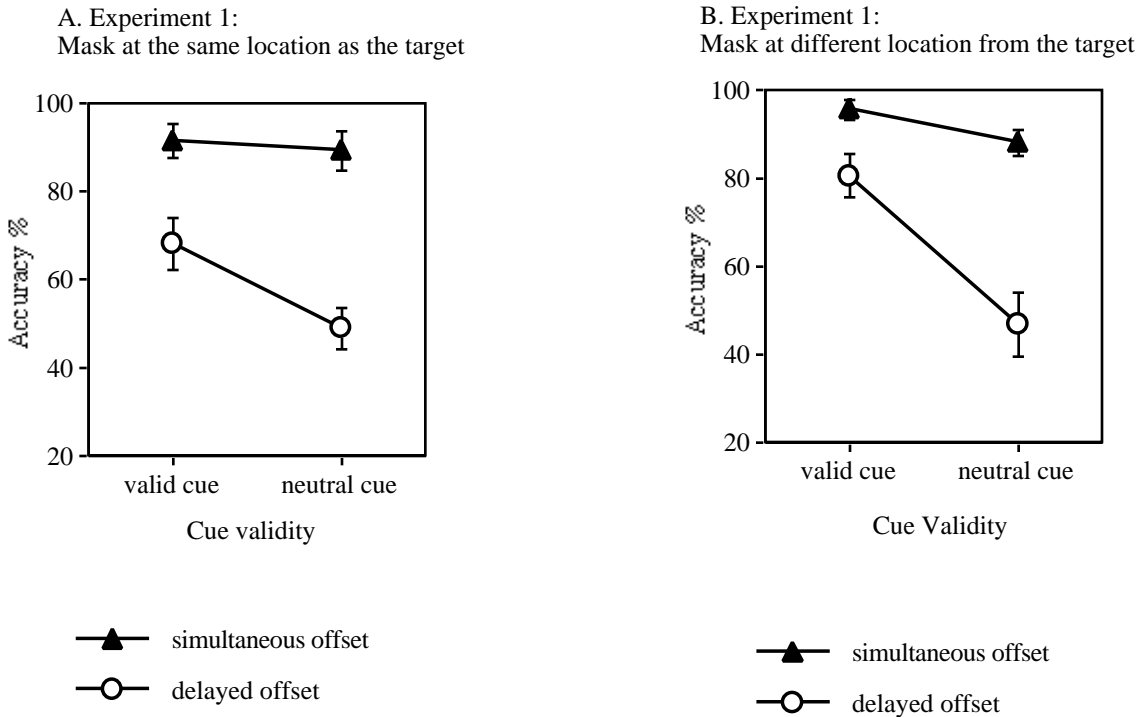 A. Experiment 1:
Mask at the same location as the target
100
80
60
40
20
Accuracy %
valid cue neutral cue
Cue validity
simultaneous offset
delayed offset
B. Experiment 1:
Mask at different location from the target
100
80
60
40
20
Accuracy %
valid cue neutral cue
Cue Validity
simultaneous offset
delayed offset